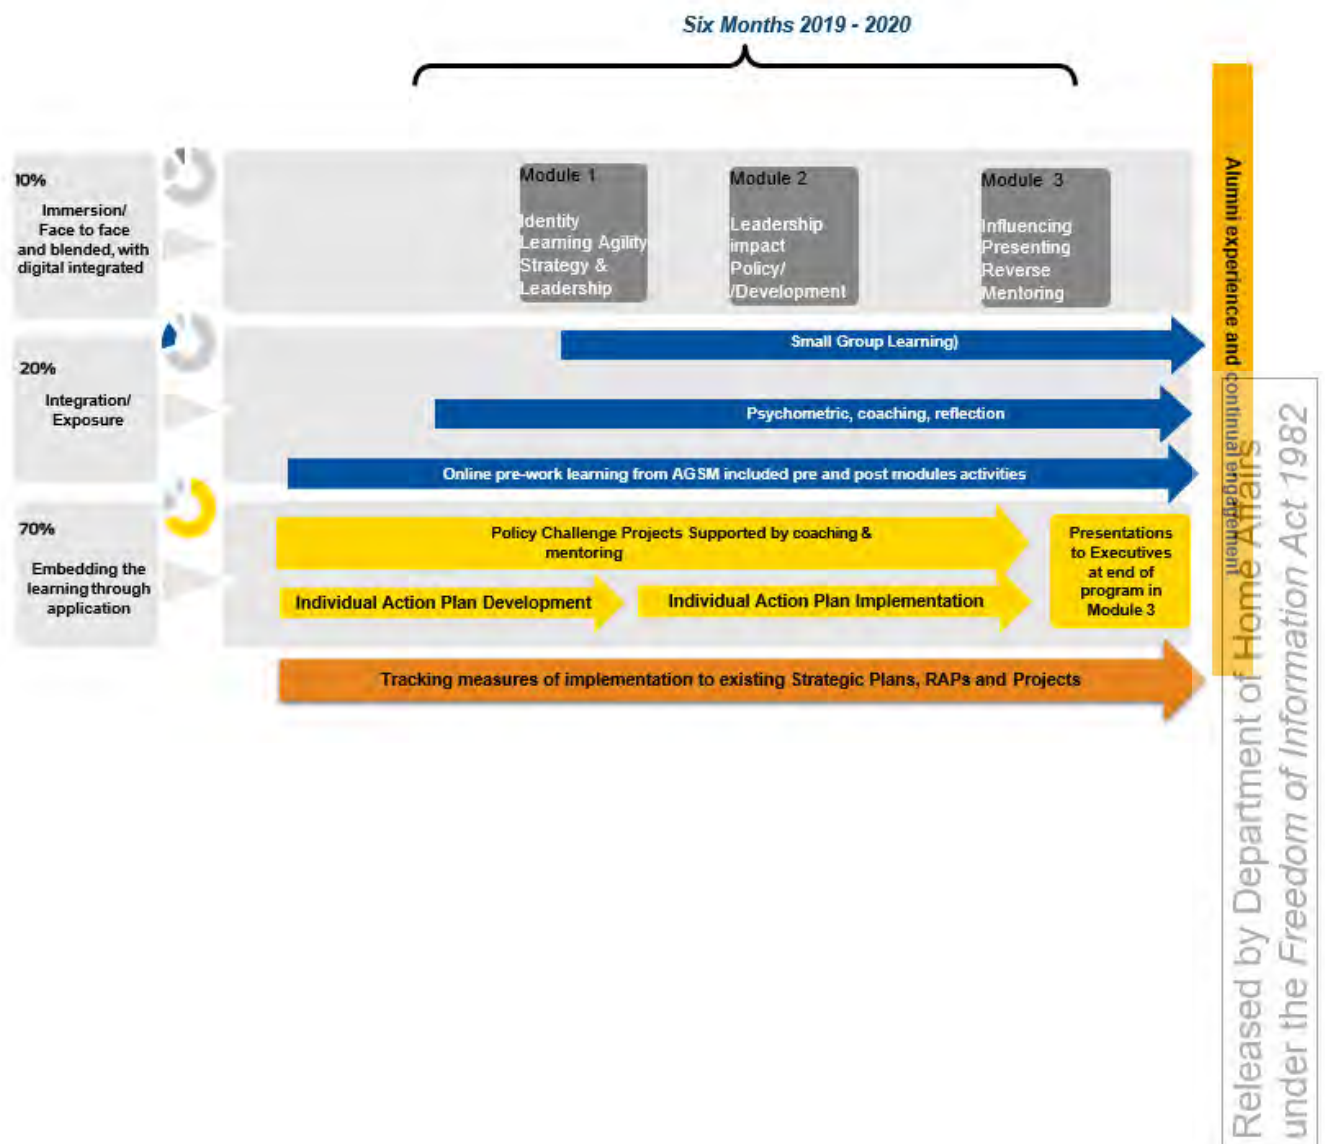 Six Months 2019 - 2020
10%
Immersion/
Face to face
and blended, with
digital integrated
Module 1
Identity
Learning Agility
Strategy &
Leadership
Module 2
Leadership
impact
Policy/
/Development
Module 3
Influencing
Presenting
Reverse
Mentoring
20%
Integration/
Exposure
Small Group Learning)
Psychometric, coaching, reflection
Online pre-work learning from AGSM included pre and post modules activities
70%
Embedding the
learning through
application
Policy Challenge Projects Supported by coaching &
mentoring
Individual Action Plan Development
Individual Action Plan Implementation
Presentations
to Executives
at end of
program in
Module 3
Tracking measures of implementation to existing Strategic Plans, RAPs and Projects
Alumni experience and continual engagement
Released by Department of Home Affairs
under the Freedom of Information Act 1982